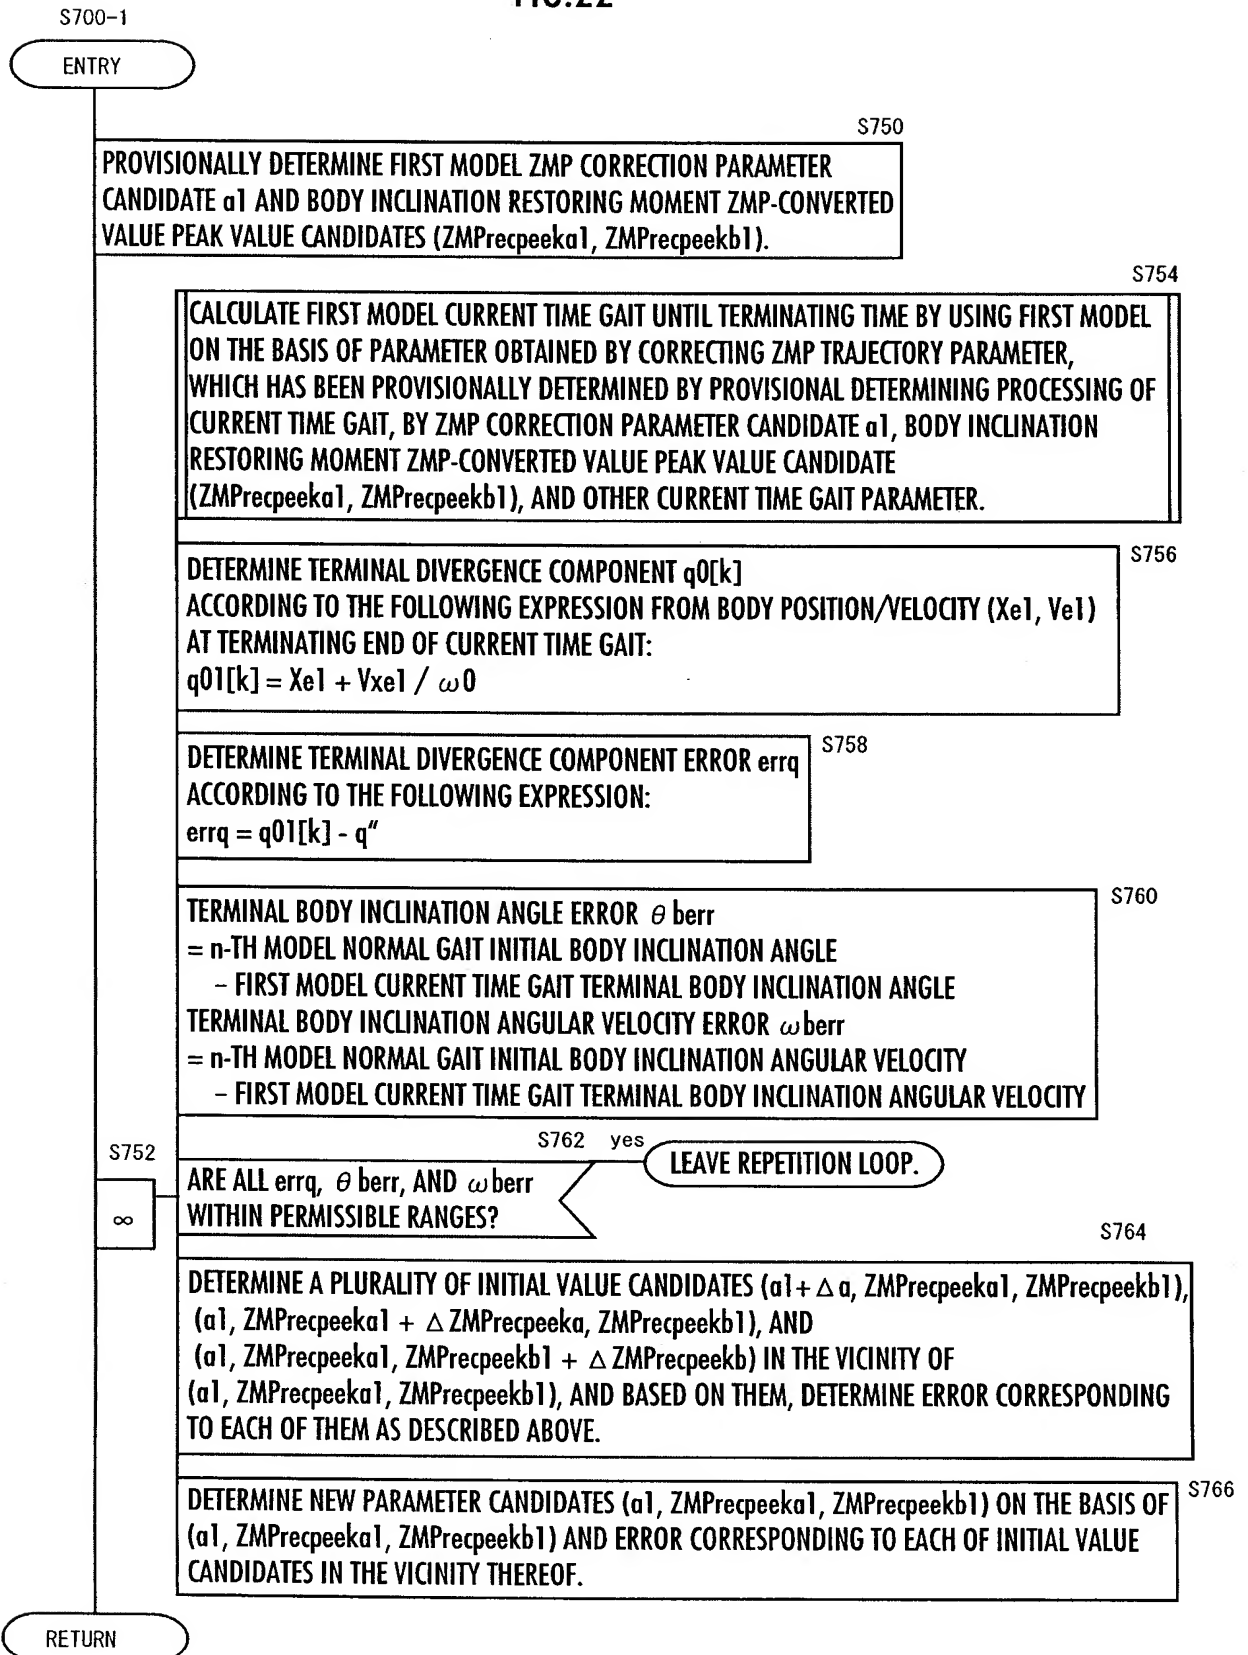 FIG.22
S700-1
ENTRY
S750
PROVISIONALLY DETERMINE FIRST MODEL ZMP CORRECTION PARAMETER
CANDIDATE a1 AND BODY INCLINATION RESTORING MOMENT ZMP-CONVERTED
VALUE PEAK VALUE CANDIDATES (ZMPrecpeeka1, ZMPrecpeekb1).
S754
CALCULATE FIRST MODEL CURRENT TIME GAIT UNTIL TERMINATING TIME BY USING FIRST MODEL
ON THE BASIS OF PARAMETER OBTAINED BY CORRECTING ZMP TRAJECTORY PARAMETER,
WHICH HAS BEEN PROVISIONALLY DETERMINED BY PROVISIONAL DETERMINING PROCESSING OF
CURRENT TIME GAIT, BY ZMP CORRECTION PARAMETER CANDIDATE a1, BODY INCLINATION
RESTORING MOMENT ZMP-CONVERTED VALUE PEAK VALUE CANDIDATE
(ZMPrecpeeka1, ZMPrecpeekb1), AND OTHER CURRENT TIME GAIT PARAMETER.
S756
DETERMINE TERMINAL DIVERGENCE COMPONENT q0[k]
ACCORDING TO THE FOLLOWING EXPRESSION FROM BODY POSITION/VELOCITY (Xe1, Ve1)
AT TERMINATING END OF CURRENT TIME GAIT:
q01[k] = Xe1 + Vxe1 / ω0
S758
DETERMINE TERMINAL DIVERGENCE COMPONENT ERROR errq
ACCORDING TO THE FOLLOWING EXPRESSION:
errq = q01[k] - q″
S760
TERMINAL BODY INCLINATION ANGLE ERROR θ berr
= n-TH MODEL NORMAL GAIT INITIAL BODY INCLINATION ANGLE
– FIRST MODEL CURRENT TIME GAIT TERMINAL BODY INCLINATION ANGLE
TERMINAL BODY INCLINATION ANGULAR VELOCITY ERROR ω berr
= n-TH MODEL NORMAL GAIT INITIAL BODY INCLINATION ANGULAR VELOCITY
– FIRST MODEL CURRENT TIME GAIT TERMINAL BODY INCLINATION ANGULAR VELOCITY
S752
∞
S762 yes
LEAVE REPETITION LOOP.
ARE ALL errq, θ berr, AND ω berr
WITHIN PERMISSIBLE RANGES?
S764
DETERMINE A PLURALITY OF INITIAL VALUE CANDIDATES (a1+ Δ a, ZMPrecpeeka1, ZMPrecpeekb1),
(a1, ZMPrecpeeka1 + Δ ZMPrecpeeka, ZMPrecpeekb1), AND
(a1, ZMPrecpeeka1, ZMPrecpeekb1 + Δ ZMPrecpeekb) IN THE VICINITY OF
(a1, ZMPrecpeeka1, ZMPrecpeekb1), AND BASED ON THEM, DETERMINE ERROR CORRESPONDING
TO EACH OF THEM AS DESCRIBED ABOVE.
S766
DETERMINE NEW PARAMETER CANDIDATES (a1, ZMPrecpeeka1, ZMPrecpeekb1) ON THE BASIS OF
(a1, ZMPrecpeeka1, ZMPrecpeekb1) AND ERROR CORRESPONDING TO EACH OF INITIAL VALUE
CANDIDATES IN THE VICINITY THEREOF.
RETURN